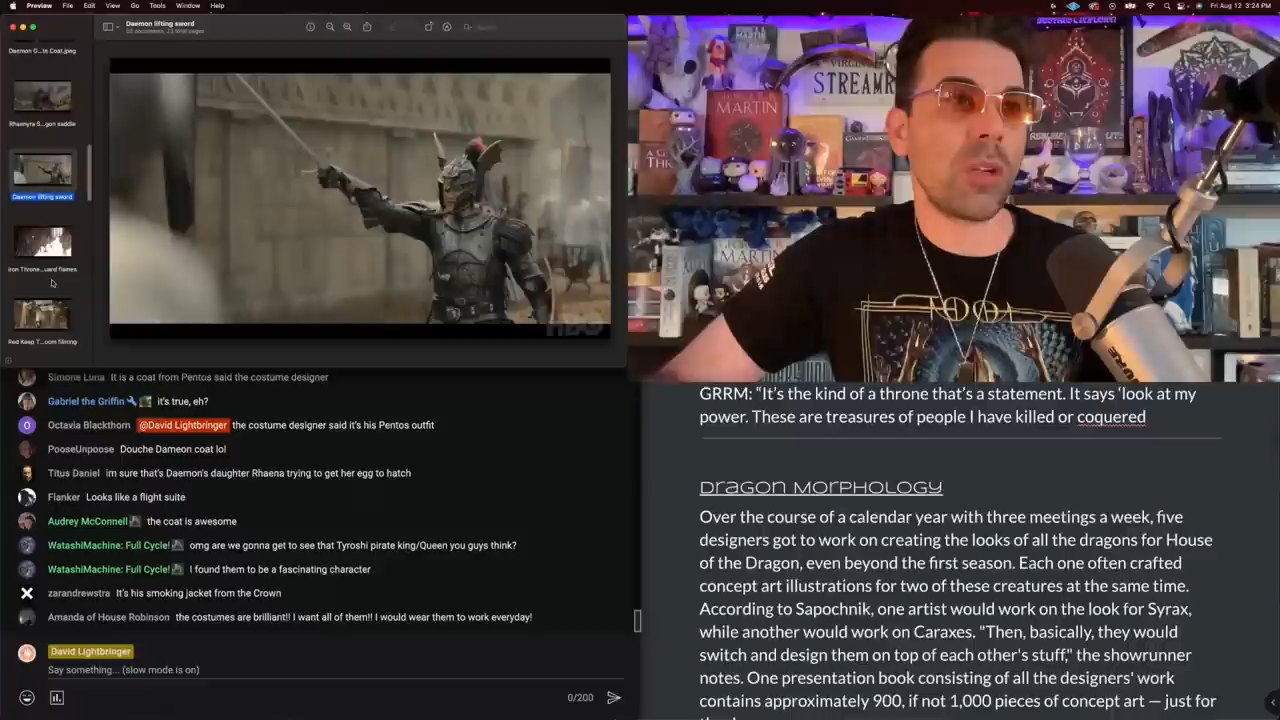 Preview File Edit View Go Tools Window Help
Fri Aug 12 3:24 PM
Daemon lifting sword
Search
Daemon G...tn Coat.jpeg
Rhaenyra S...gon saddle
Daemon lifting sword
Iron Throne...uard flames
Red Keep T...oom filming
HBO
VIRGIN
STREAMR
MARTIN
MARTIN
TOOL
Simone Luna It is a coat from Pentos said the costume designer
Gabriel the Griffin it's true, eh?
Octavia Blackthorn @David Lightbringer the costume designer said it's his Pentos outfit
PooseUnpoose Douche Dameon coat lol
Titus Daniel im sure that's Daemon's daughter Rhaena trying to get her egg to hatch
Flanker Looks like a flight suite
Audrey McConnell the coat is awesome
WatashiMachine: Full Cycle! omg are we gonna get to see that Tyroshi pirate king/Queen you guys think?
WatashiMachine: Full Cycle! I found them to be a fascinating character
zarandrewstra It's his smoking jacket from the Crown
Amanda of House Robinson the costumes are brilliant!! I want all of them!! I would wear them to work everyday!
David Lightbringer
Say something... (slow mode is on)
0/200
GRRM: “It's the kind of a throne that's a statement. It says ‘look at my
power. These are treasures of people I have killed or coquered
Dragon Morphology
Over the course of a calendar year with three meetings a week, five
designers got to work on creating the looks of all the dragons for House
of the Dragon, even beyond the first season. Each one often crafted
concept art illustrations for two of these creatures at the same time.
According to Sapochnik, one artist would work on the look for Syrax,
while another would work on Caraxes. "Then, basically, they would
switch and design them on top of each other's stuff," the showrunner
notes. One presentation book consisting of all the designers' work
contains approximately 900, if not 1,000 pieces of concept art — just for